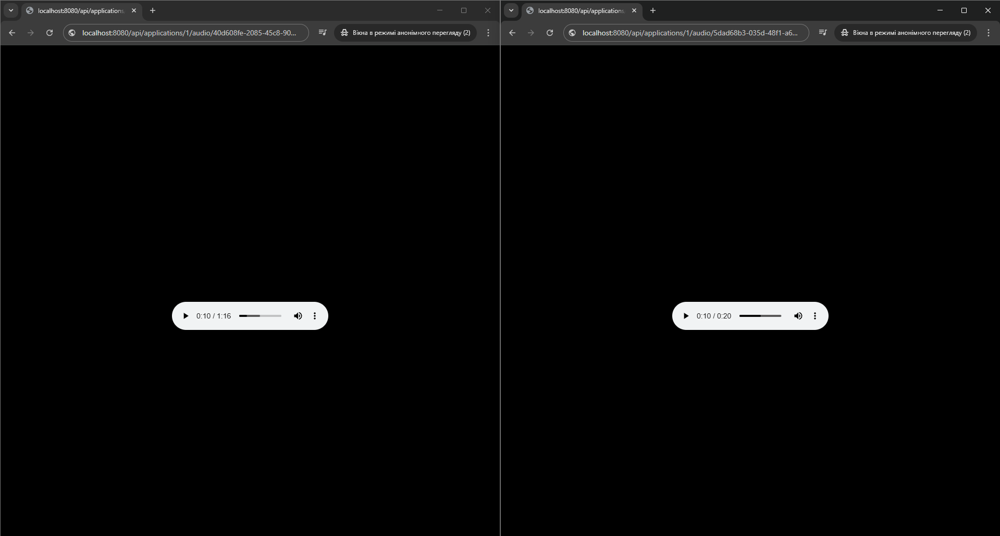 localhost:8080/api/applications
localhost:8080/api/applications/1/audio/40d608fe-2085-45c8-90...
Вікна в режимі анонімного перегляду (2)
0:10 / 1:16
localhost:8080/api/applications
localhost:8080/api/applications/1/audio/5dad68b3-035d-48f1-a6...
Вікна в режимі анонімного перегляду (2)
0:10 / 0:20